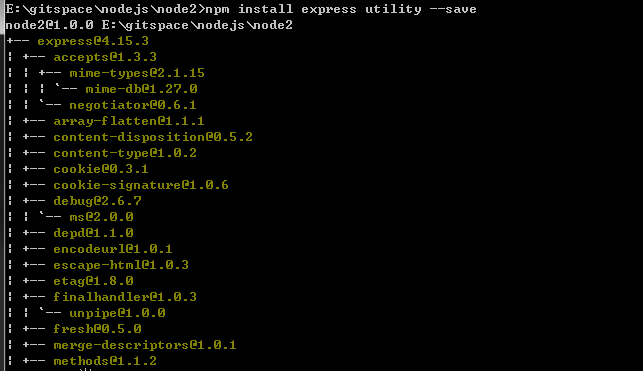 E:\gitspace\nodejs\node2>npm install express utility --save
node2@1.0.0 E:\gitspace\nodejs\node2
+-- express@4.15.3
¦ +-- accepts@1.3.3
¦ ¦ +-- mime-types@2.1.15
¦ ¦ ¦ `-- mime-db@1.27.0
¦ ¦ `-- negotiator@0.6.1
¦ +-- array-flatten@1.1.1
¦ +-- content-disposition@0.5.2
¦ +-- content-type@1.0.2
¦ +-- cookie@0.3.1
¦ +-- cookie-signature@1.0.6
¦ +-- debug@2.6.7
¦ ¦ `-- ms@2.0.0
¦ +-- depd@1.1.0
¦ +-- encodeurl@1.0.1
¦ +-- escape-html@1.0.3
¦ +-- etag@1.8.0
¦ +-- finalhandler@1.0.3
¦ ¦ `-- unpipe@1.0.0
¦ +-- fresh@0.5.0
¦ +-- merge-descriptors@1.0.1
¦ +-- methods@1.1.2